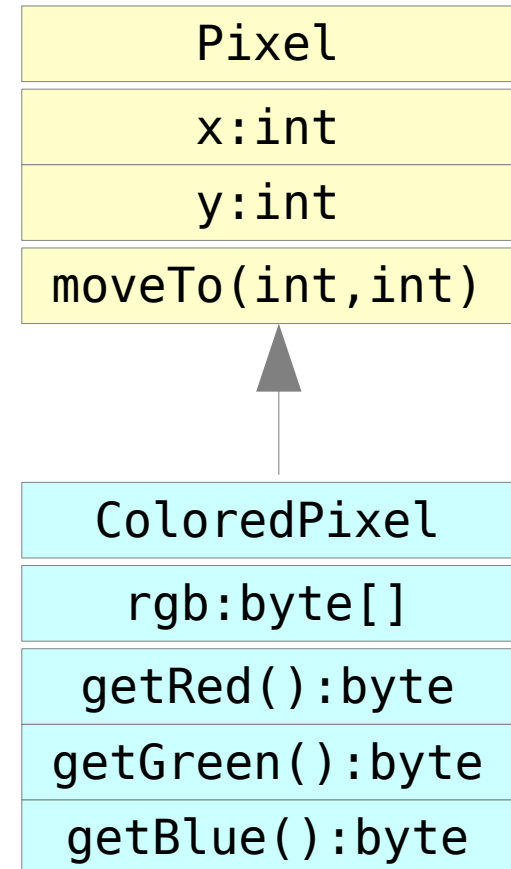 Pixel
x:int
y:int
moveTo(int,int)
ColoredPixel
rgb:byte[]
getRed():byte
getGreen():byte
getBlue():byte